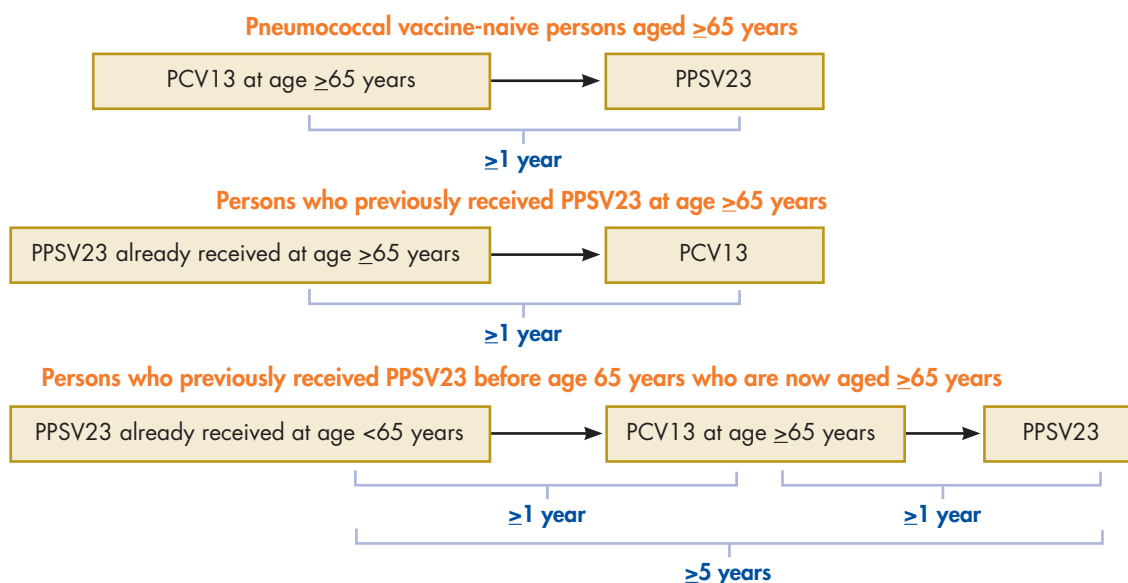 Pneumococcal vaccine-naive persons aged ≥65 years
PCV13 at age ≥65 years
PPSV23
≥1 year
Persons who previously received PPSV23 at age ≥65 years
PPSV23 already received at age ≥65 years
PCV13
≥1 year
Persons who previously received PPSV23 before age 65 years who are now aged ≥65 years
PPSV23 already received at age <65 years
PCV13 at age ≥65 years
PPSV23
≥1 year
≥1 year
≥5 years